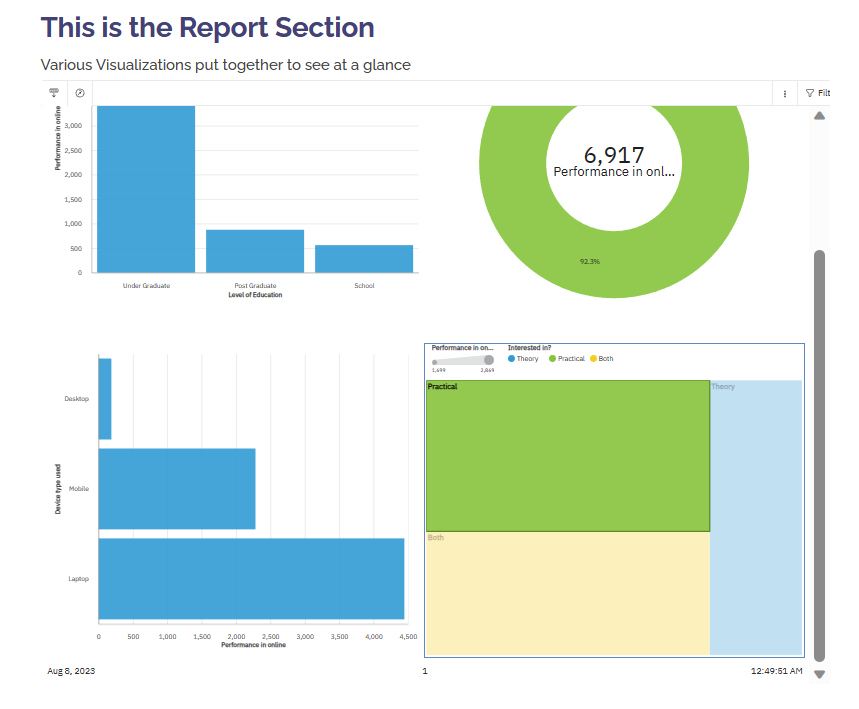 This is the Report Section
Various Visualizations put together to see at a glance
Filt
Performance in online
3,000
2,500
2,000
1,500
1,000
500
0
Under Graduate
Post Graduate
School
Level of Education
6,917
Performance in onl...
92.3%
Device type used
Desktop
Mobile
Laptop
0
500
1,000
1,500
2,000
2,500
3,000
3,500
4,000
4,500
Performance in online
Performance in on...
1,699
2,869
Interested in?
Theory
Practical
Both
Practical
Theory
Both
Aug 8, 2023
1
12:49:51 AM